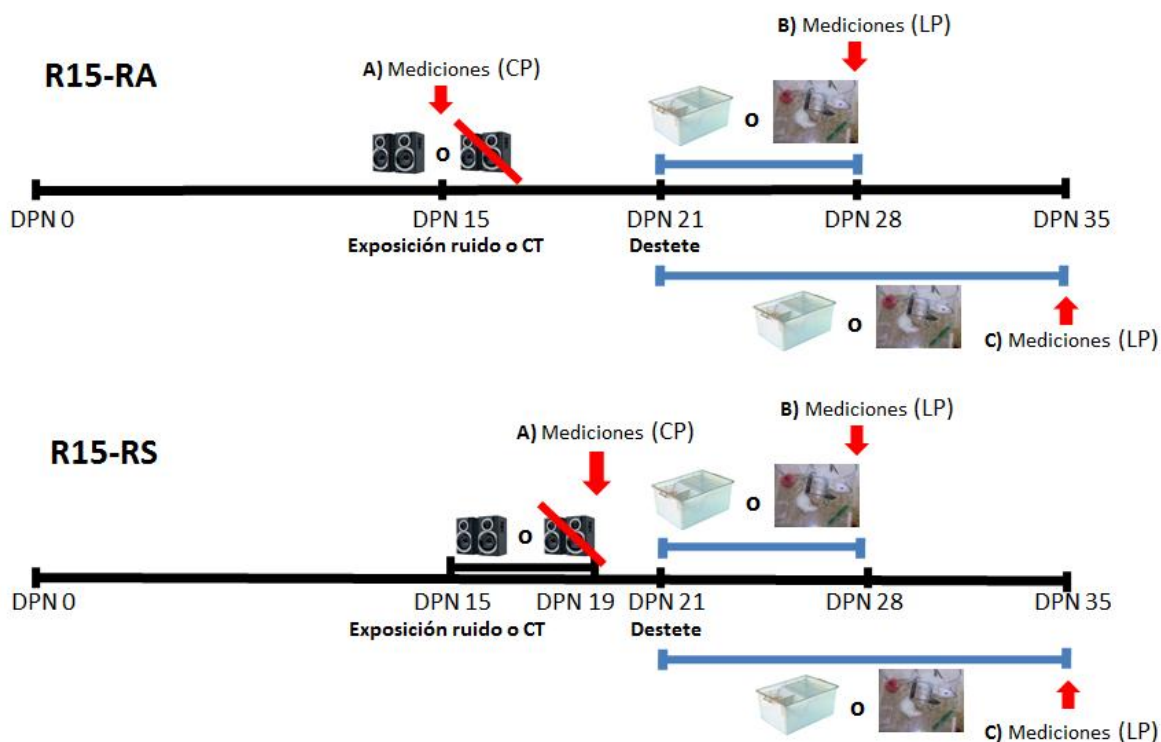 B) Mediciones (LP)
R15-RA
A) Mediciones (CP)
o
o
DPN 0
DPN 15
DPN 21
DPN 28
DPN 35
Exposición ruido o CT
Destete
o
C) Mediciones (LP)
B) Mediciones (LP)
R15-RS
A) Mediciones (CP)
o
o
DPN 0
DPN 15
DPN 19
DPN 21
DPN 28
DPN 35
Exposición ruido o CT
Destete
o
C) Mediciones (LP)